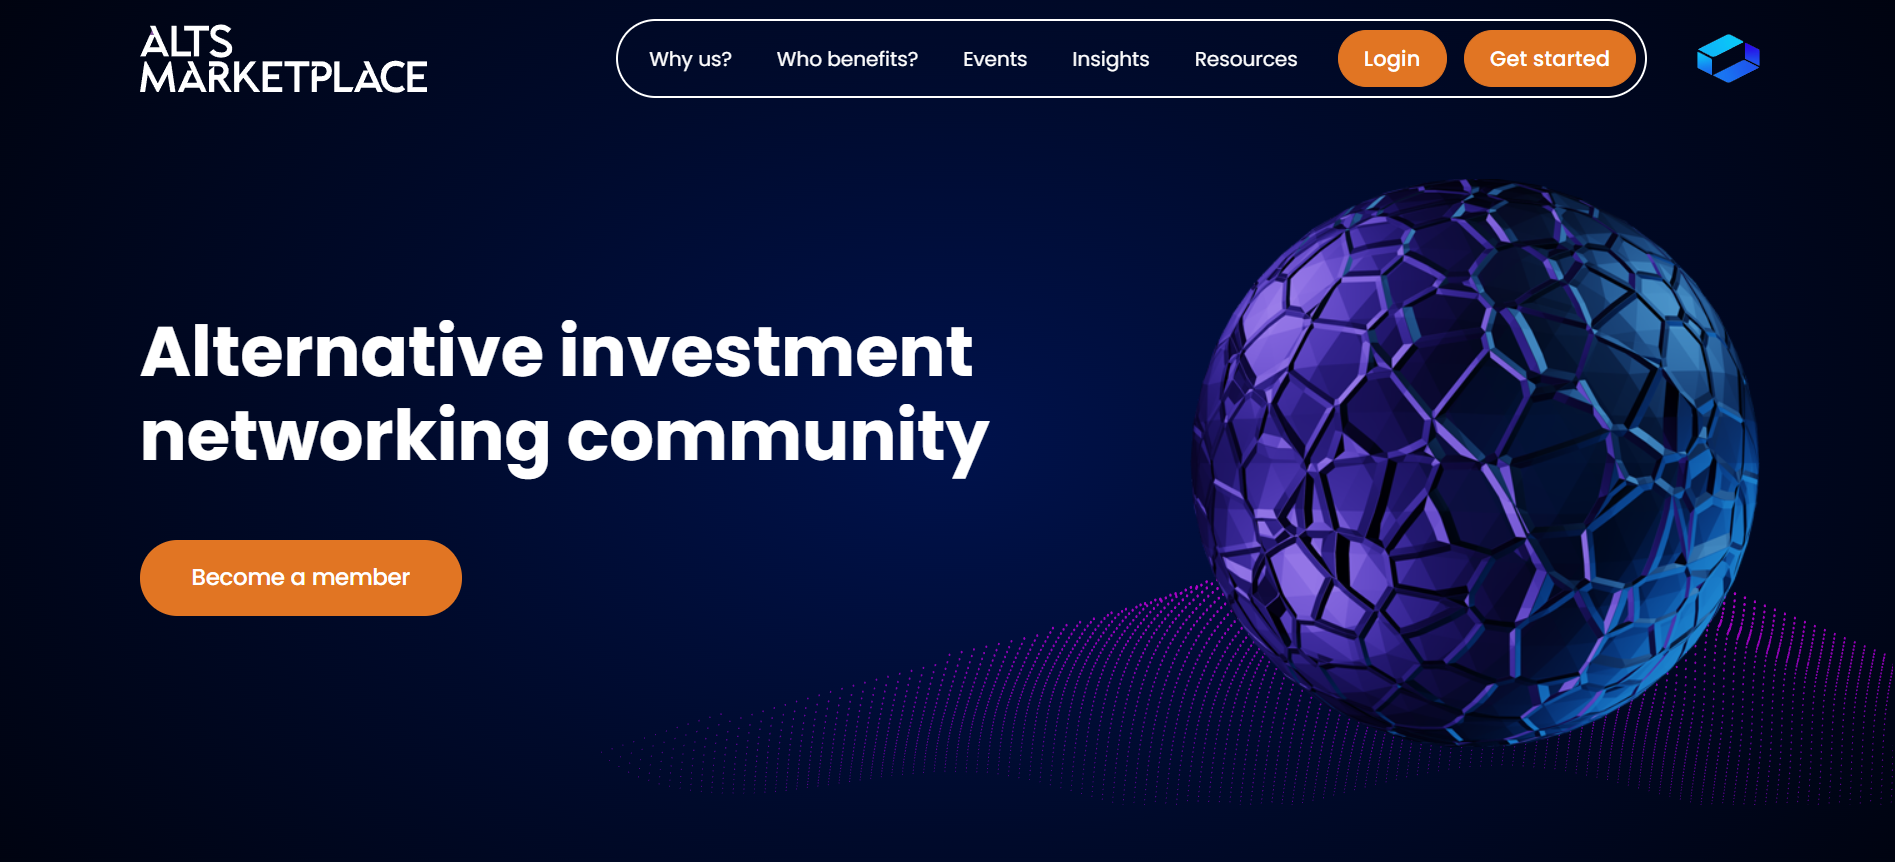 ALTS
MARKETPLACE
Why us?
Who benefits?
Events
Insights
Resources
Login
Get started
Alternative investment
networking community
Become a member